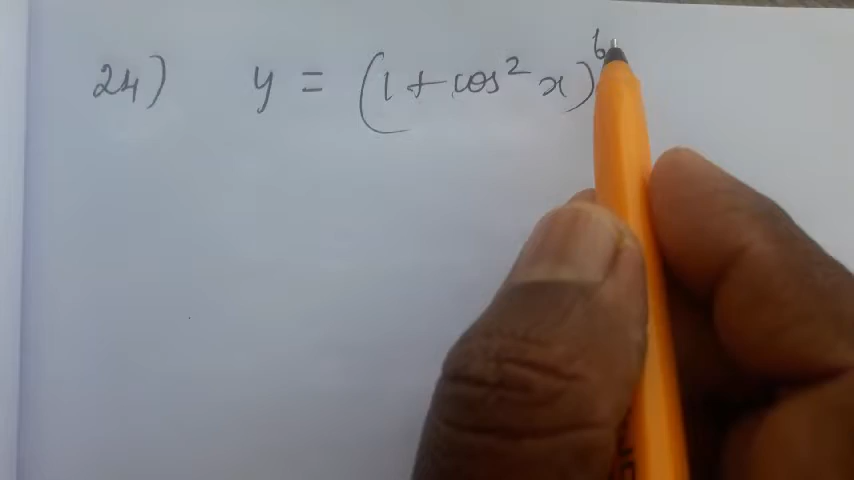 24) y = (1 + cos² x)⁶